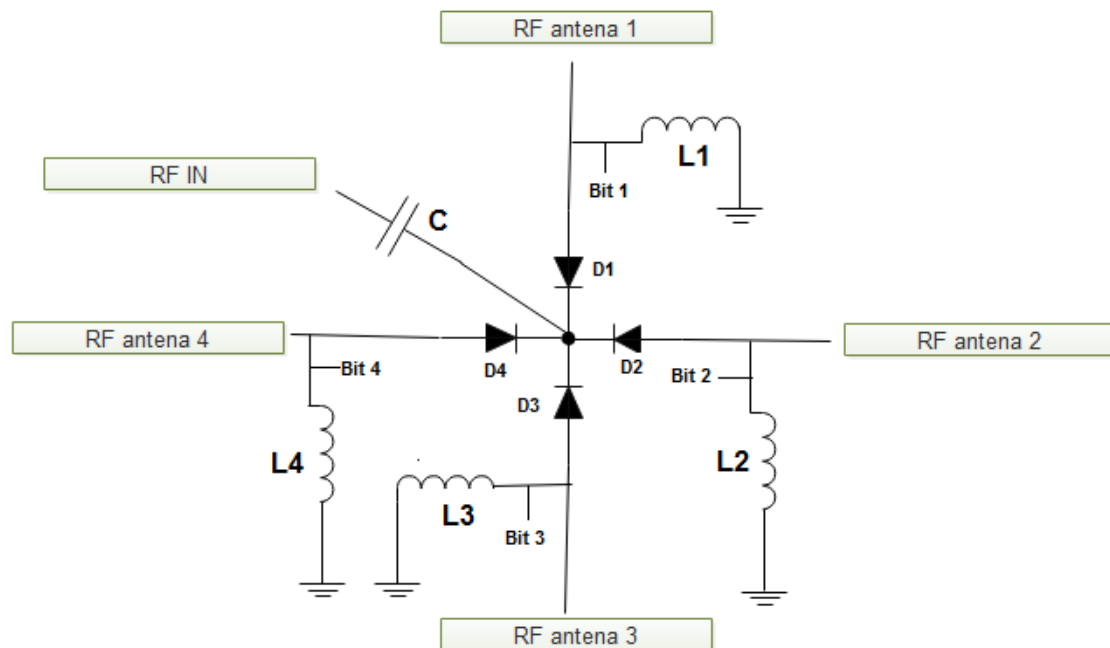 RF antena 1
L1
Bit 1
RF IN
C
D1
RF antena 4
RF antena 2
Bit 4
D4
D2
Bit 2
D3
L4
L2
L3
Bit 3
RF antena 3